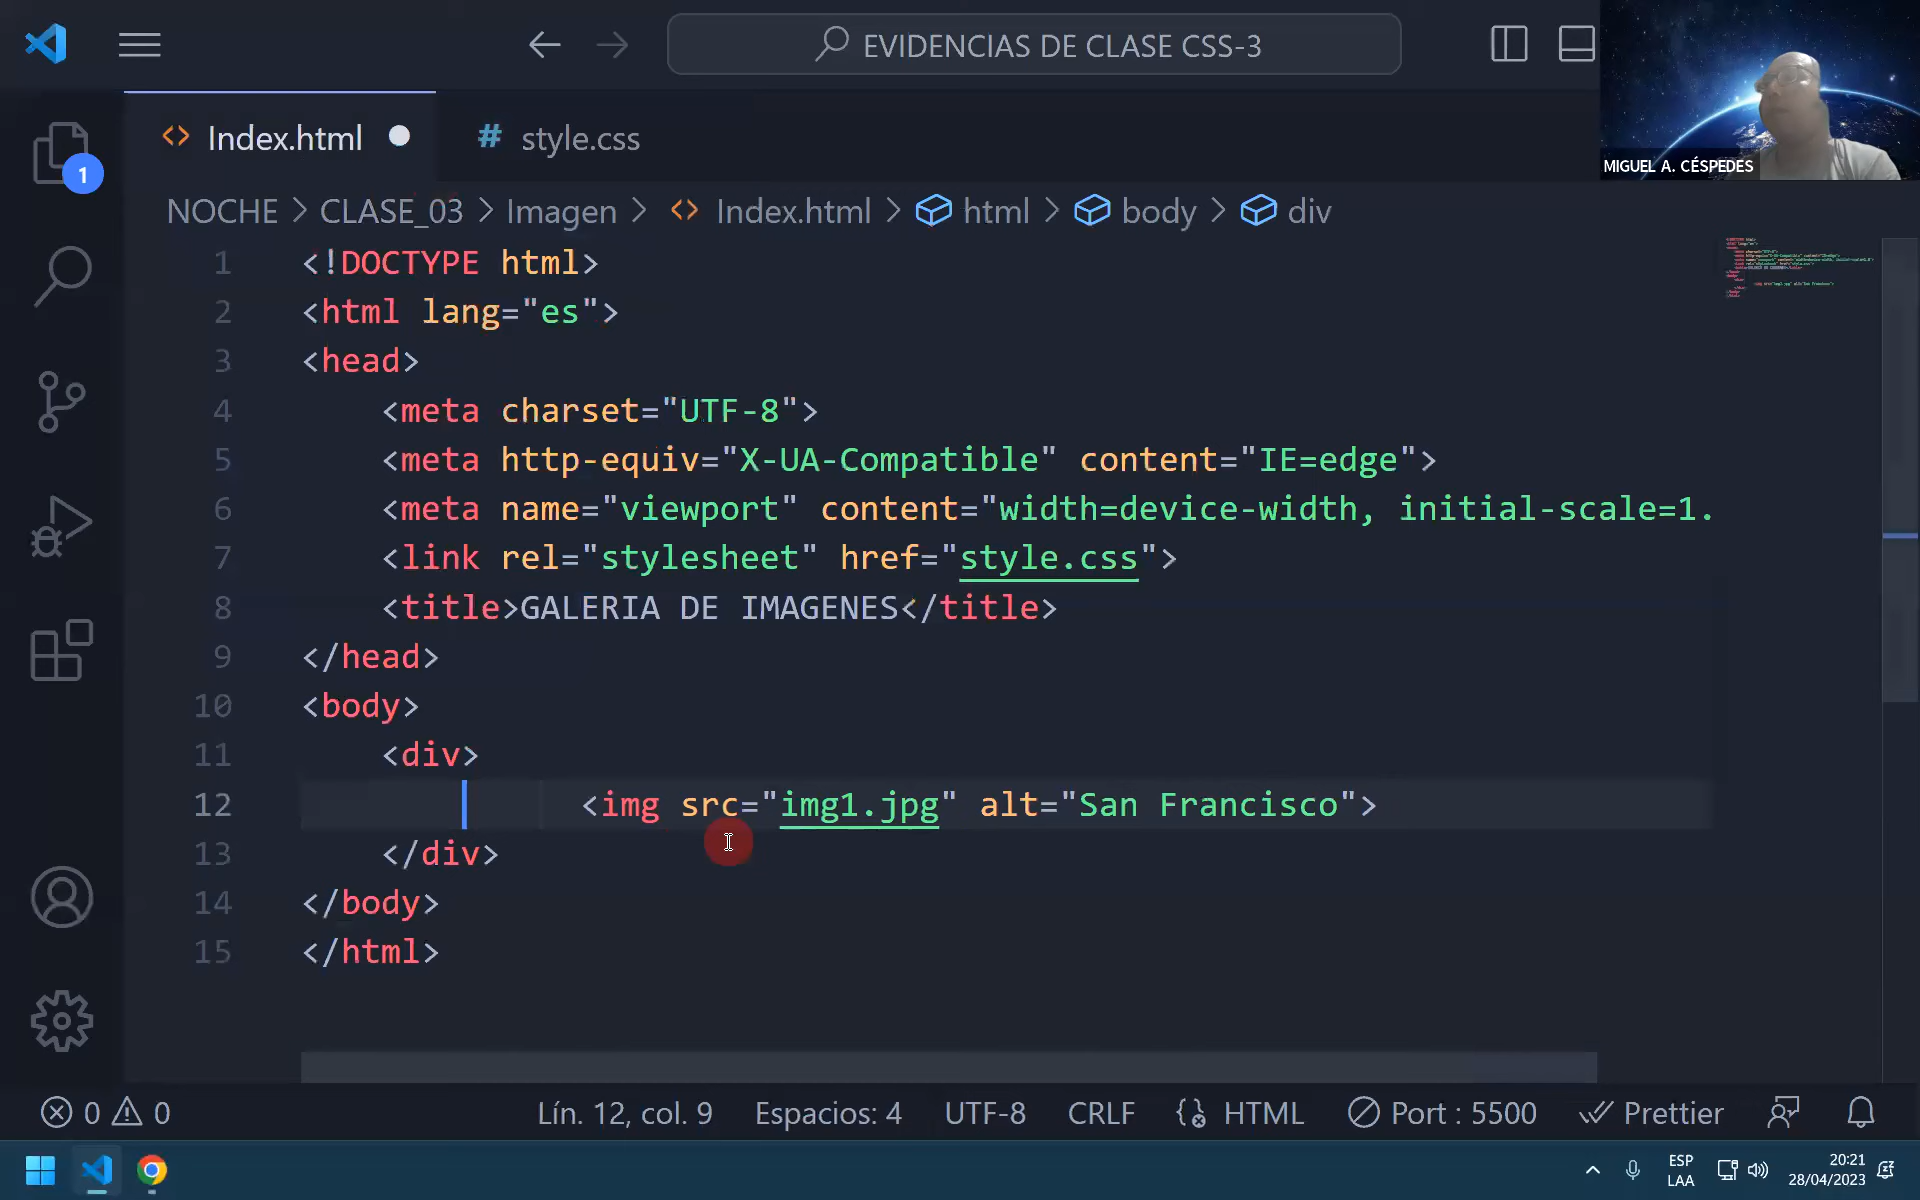 EVIDENCIAS DE CLASE CSS-3
MIGUEL A. CÉSPEDES
Index.html
# style.css
1
NOCHE > CLASE_03 > Imagen > Index.html > html > body > div
1 <!DOCTYPE html>
2 <html lang="es">
3 <head>
4 <meta charset="UTF-8">
5 <meta http-equiv="X-UA-Compatible" content="IE=edge">
6 <meta name="viewport" content="width=device-width, initial-scale=1.
7 <link rel="stylesheet" href="style.css">
8 <title>GALERIA DE IMAGENES</title>
9 </head>
10 <body>
11 <div>
12 <img src="img1.jpg" alt="San Francisco">
13 </div>
14 </body>
15 </html>
0 0 Lín. 12, col. 9 Espacios: 4 UTF-8 CRLF HTML Port : 5500 Prettier
ESP
LAA
20:21
28/04/2023